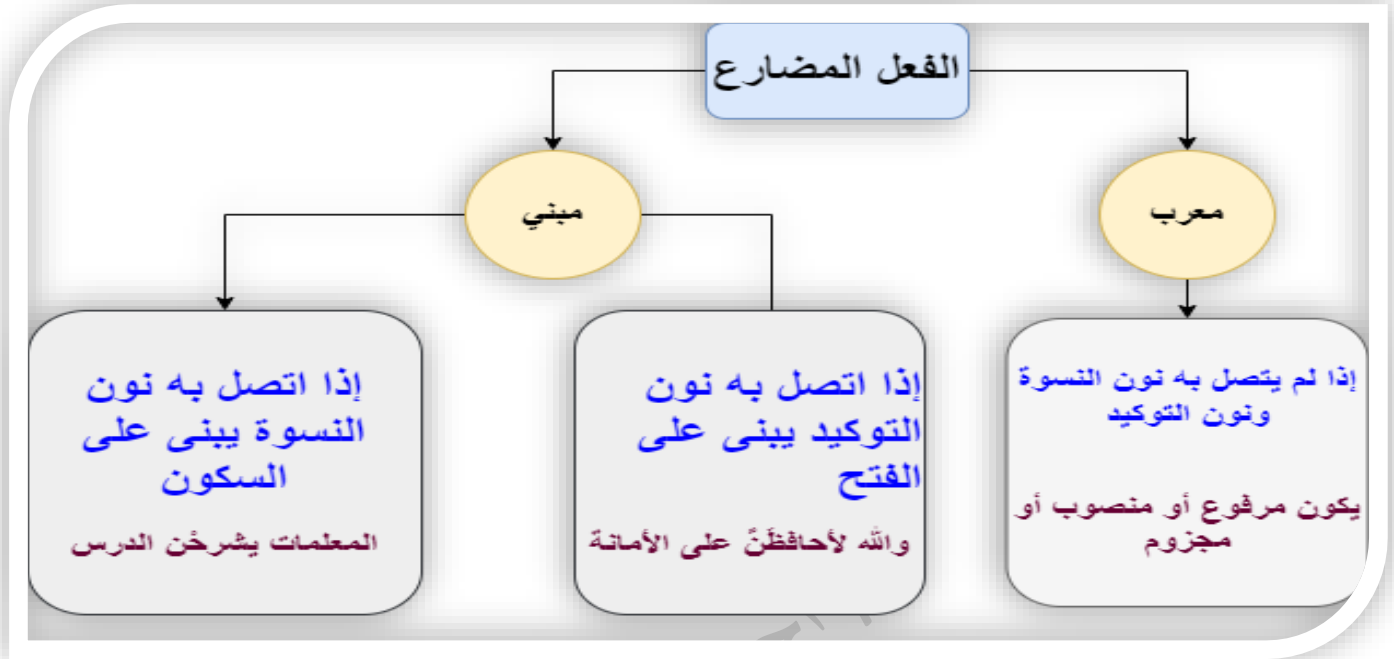 الفعل المضارع
معرب
مبني
إذا لم يتصل به نون النسوة
ونون التوكيد
يكون مرفوع أو منصوب أو
مجزوم
إذا اتصل به نون
التوكيد يبنى على
الفتح
والله لأحافظَنَّ على الأمانة
إذا اتصل به نون
النسوة يبنى على
السكون
المعلمات يشرحْن الدرس